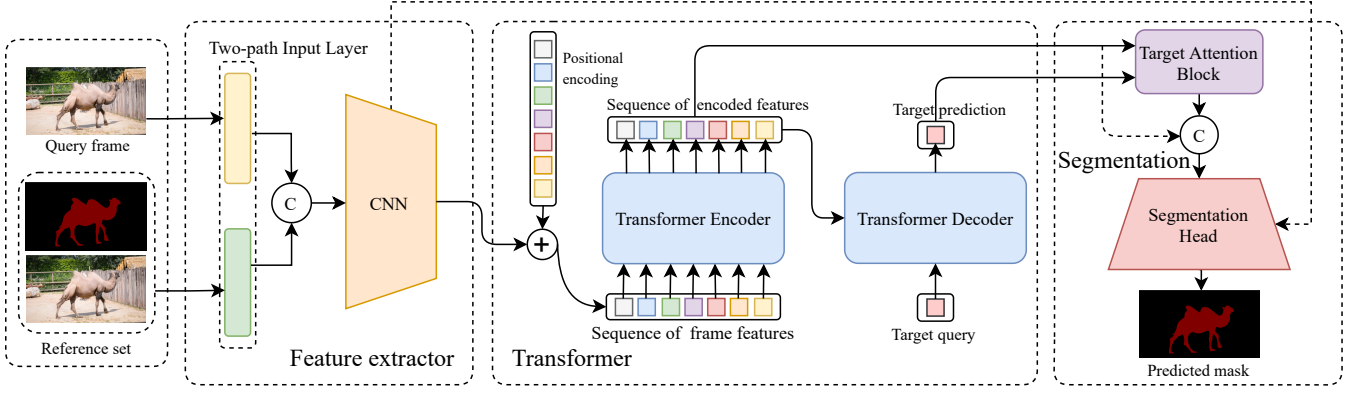 Query frame
Reference set
Two-path Input Layer
C
CNN
Feature extractor
Positional
encoding
+
Sequence of encoded features
Transformer Encoder
Sequence of frame features
Transformer
Target prediction
Transformer Decoder
Target query
Target Attention
Block
C
Segmentation
Segmentation
Head
Predicted mask